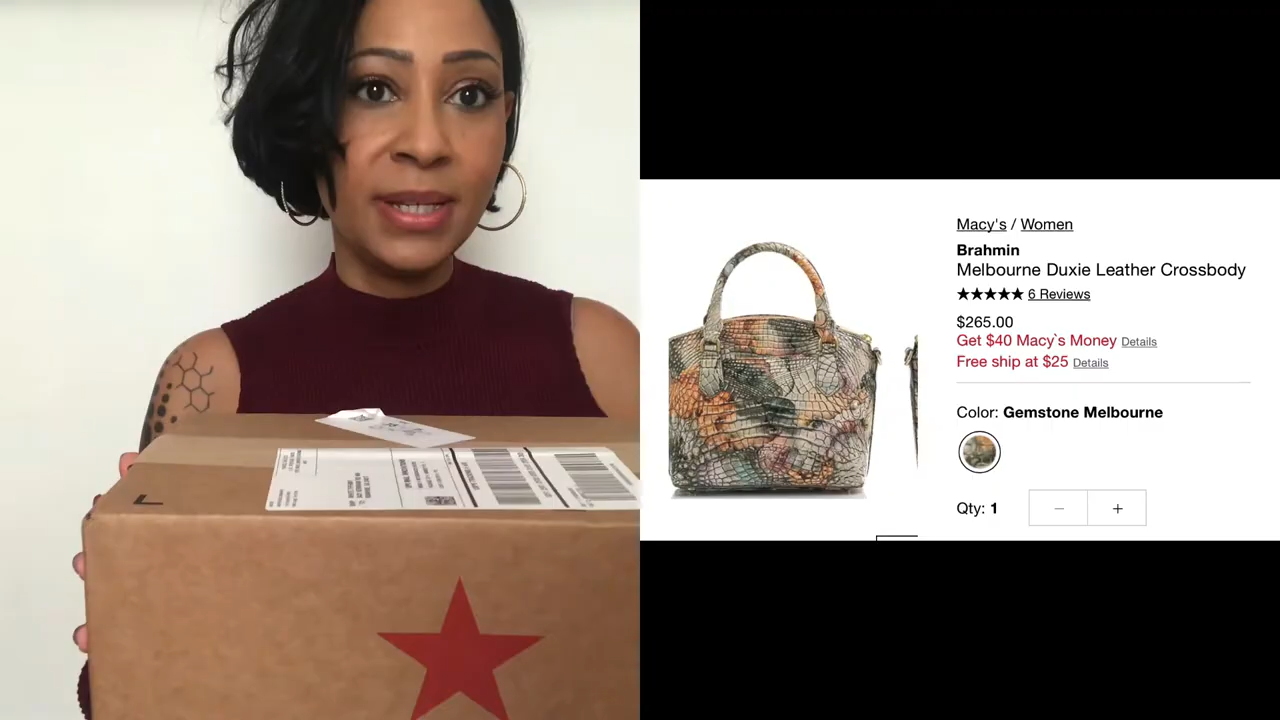 Macy's / Women
Brahmin
Melbourne Duxie Leather Crossbody
★★★★★ 6 Reviews
$265.00
Get $40 Macy`s Money Details
Free ship at $25 Details
Color: Gemstone Melbourne
Qty: 1 − +